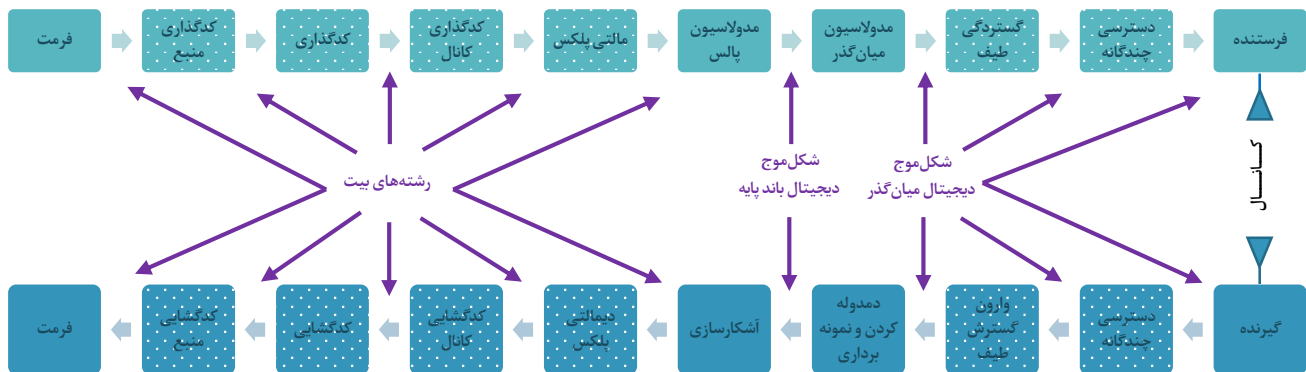 فرمت
کدگذاری
منبع
کدگذاری
کدگذاری
کانال
مالتی پلکس
مدولاسیون
پالس
مدولاسیون
میان‌گذر
گستردگی
طیف
دسترسی
چندگانه
فرستنده
رشته‌های بیت
شکل‌موج
دیجیتال باند پایه
شکل‌موج
دیجیتال میان‌گذر
کانال
فرمت
کدگشایی
منبع
کدگشایی
کدگشایی
کانال
دیمالتی
پلکس
آشکارسازی
دمدوله
کردن و نمونه
برداری
وارون
گسترش
طیف
دسترسی
چندگانه
گیرنده